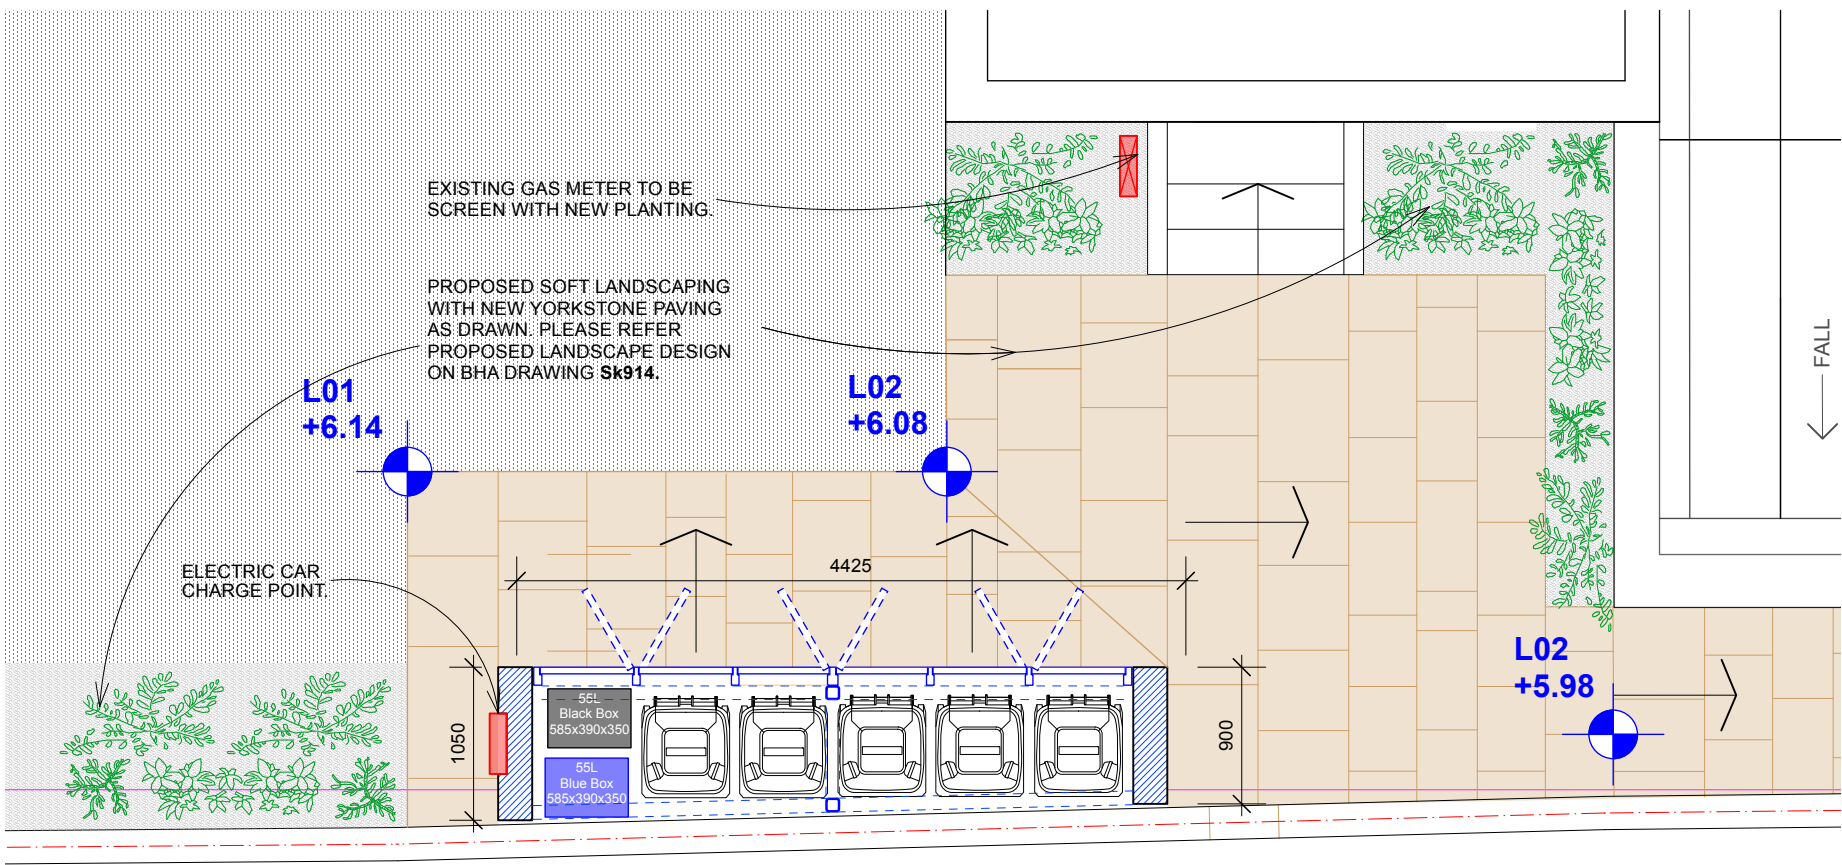 EXISTING GAS METER TO BE
SCREEN WITH NEW PLANTING.
PROPOSED SOFT LANDSCAPING
WITH NEW YORKSTONE PAVING
AS DRAWN. PLEASE REFER
PROPOSED LANDSCAPE DESIGN
ON BHA DRAWING Sk914.
L01
+6.14
L02
+6.08
FALL
ELECTRIC CAR
CHARGE POINT.
4425
L02
+5.98
1050
55L
Black Box
585x390x350
55L
Blue Box
585x390x350
900